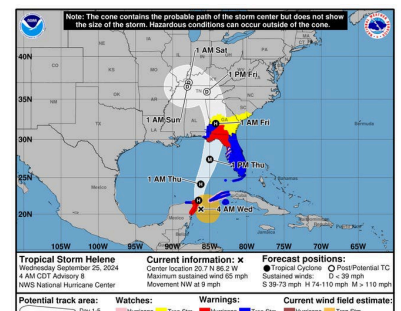 Note: The cone contains the probable path of the storm center but does not show
the size of the storm. Hazardous conditions can occur outside of the cone.
1 AM Sat
1 PM Fri
40N
35N
1 AM Sun
1 AM Fri
30N
1 PM Thu
1 AM Thu
25N
4 AM Wed
20N
Mexico
Bermuda
105W 100W 95W 90W 85W 80W 75W 70W 65W 60W
Tropical Storm Helene
Wednesday September 25, 2024
4 AM CDT Advisory 8
NWS National Hurricane Center
Current information: x
Center location 20.7 N 86.2 W
Maximum sustained wind 65 mph
Movement NW at 9 mph
Forecast positions:
Tropical Cyclone Post/Potential TC
Sustained winds: D < 39 mph
S 39-73 mph H 74-110 mph M > 110 mph
Potential track area:
Watches:
Warnings:
Current wind field estimate: